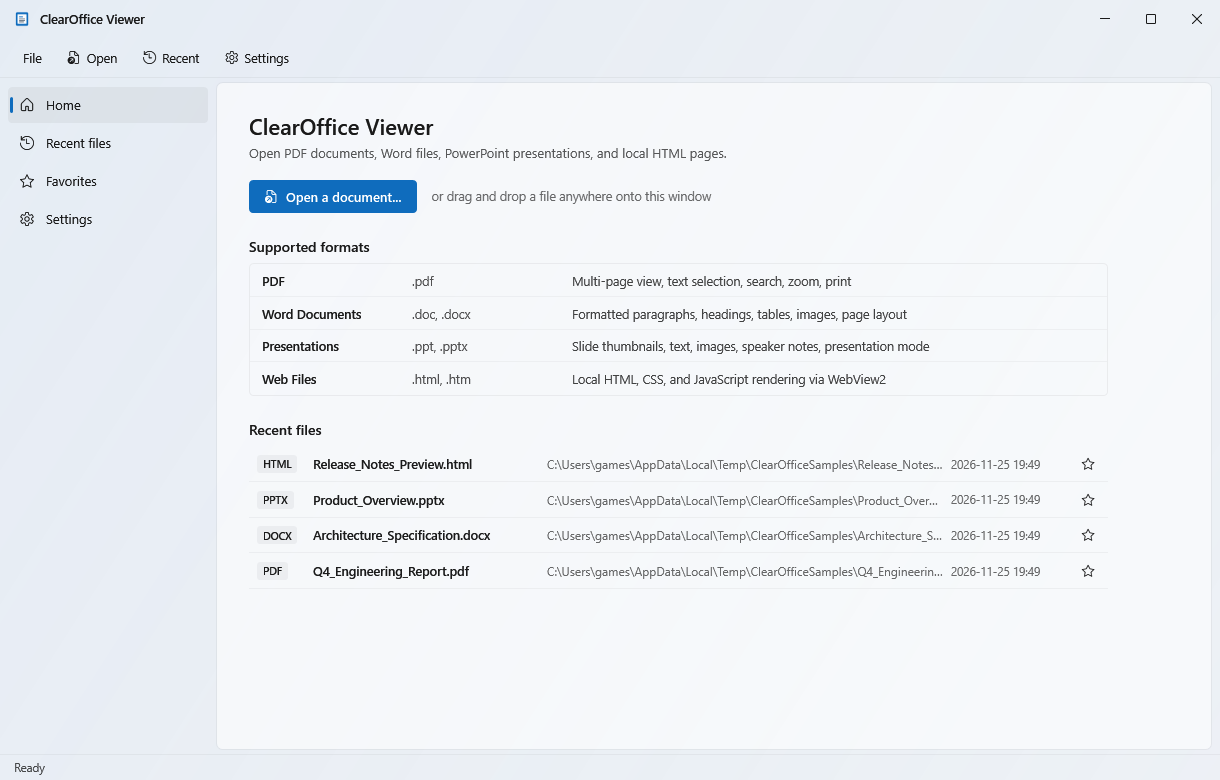 ClearOffice Viewer
File Open Recent Settings
Home
Recent files
Favorites
Settings
ClearOffice Viewer
Open PDF documents, Word files, PowerPoint presentations, and local HTML pages.
Open a document... or drag and drop a file anywhere onto this window
Supported formats
PDF .pdf Multi-page view, text selection, search, zoom, print
Word Documents .doc, .docx Formatted paragraphs, headings, tables, images, page layout
Presentations .ppt, .pptx Slide thumbnails, text, images, speaker notes, presentation mode
Web Files .html, .htm Local HTML, CSS, and JavaScript rendering via WebView2
Recent files
HTML Release_Notes_Preview.html C:\Users\games\AppData\Local\Temp\ClearOfficeSamples\Release_Notes... 2026-11-25 19:49
PPTX Product_Overview.pptx C:\Users\games\AppData\Local\Temp\ClearOfficeSamples\Product_Over... 2026-11-25 19:49
DOCX Architecture_Specification.docx C:\Users\games\AppData\Local\Temp\ClearOfficeSamples\Architecture_S... 2026-11-25 19:49
PDF Q4_Engineering_Report.pdf C:\Users\games\AppData\Local\Temp\ClearOfficeSamples\Q4_Engineerin... 2026-11-25 19:49
Ready